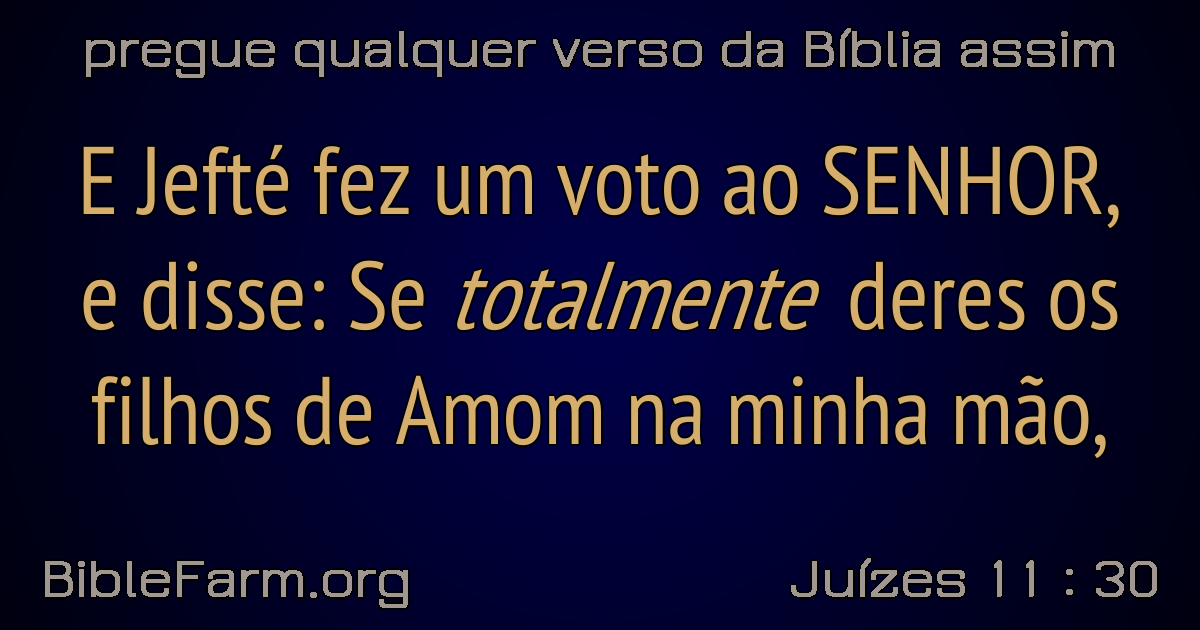 pregue qualquer verso da Bíblia assim
E Jefté fez um voto ao SENHOR,
e disse: Se totalmente deres os
filhos de Amom na minha mão,
BibleFarm.org
Juízes 11 : 30